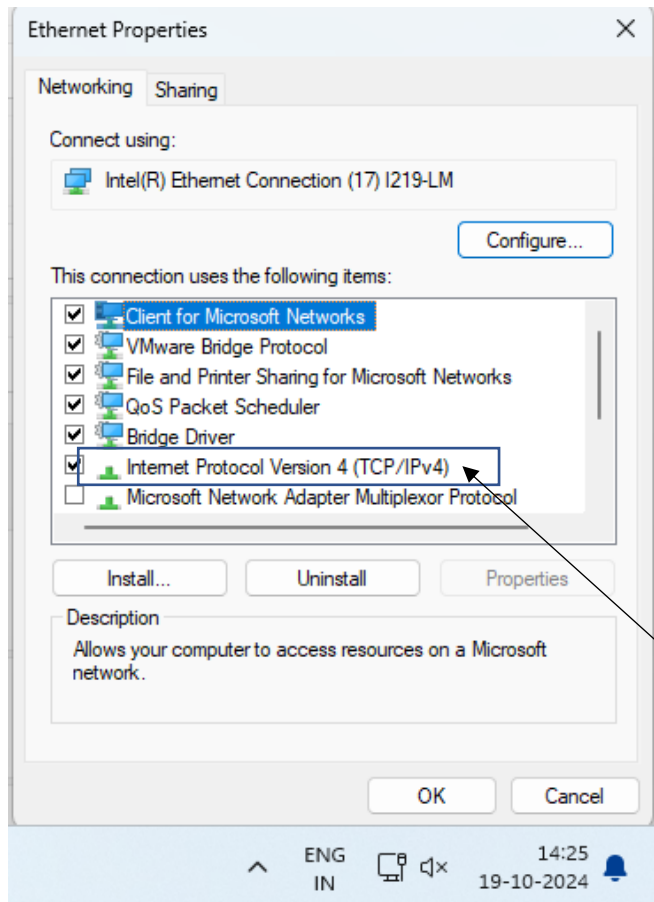 Ethernet Properties
Networking Sharing
Connect using:
Intel(R) Ethernet Connection (17) I219-LM
Configure...
This connection uses the following items:
Client for Microsoft Networks
VMware Bridge Protocol
File and Printer Sharing for Microsoft Networks
QoS Packet Scheduler
Bridge Driver
Internet Protocol Version 4 (TCP/IPv4)
Microsoft Network Adapter Multiplexor Protocol
Install... Uninstall Properties
Description
Allows your computer to access resources on a Microsoft
network.
OK Cancel
ENG 14:25
IN 19-10-2024